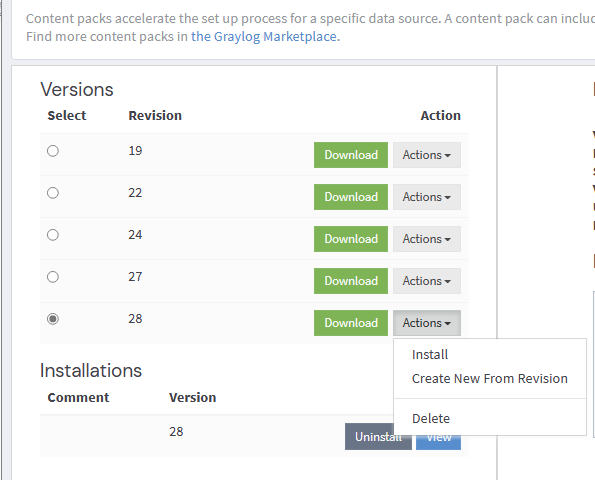 Content packs accelerate the set up process for a specific data source. A content pack can
Find more content packs in the Graylog Marketplace.
Versions
Select Revision Action
19 Download Actions
22 Download Actions
24 Download Actions
27 Download Actions
28 Download Actions
Install
Create New From Revision
Delete
Installations
Comment Version
28 Uninstall View